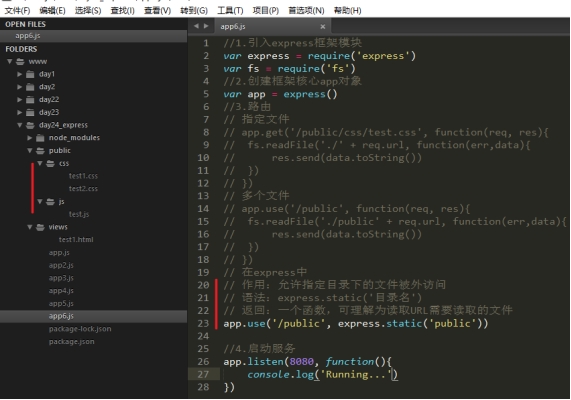 文件(F) 编辑(E) 选择(S) 查找(I) 查看(V) 转到(G) 工具(T) 项目(P) 首选项(N) 帮助(H)
OPEN FILES
app6.js
FOLDERS
www
day1
day2
day22
day23
day24_express
node_modules
public
css
test1.css
test2.css
js
test.js
views
test1.html
app.js
app2.js
app3.js
app4.js
app5.js
app6.js
package-lock.json
package.json
app6.js ×
1 //1.引入express框架模块
2 var express = require('express')
3 var fs = require('fs')
4 //2.创建框架核心app对象
5 var app = express()
6 //3.路由
7 // 指定文件
8 // app.get('/public/css/test.css', function(req, res){
9 // fs.readFile('./' + req.url, function(err,data){
10 // res.send(data.toString())
11 // })
12 // })
13 // 多个文件
14 // app.use('/public', function(req, res){
15 // fs.readFile('./public' + req.url, function(err,data){
16 // res.send(data.toString())
17 // })
18 // })
19 // 在express中
20 // 作用：允许指定目录下的文件被外访问
21 // 语法：express.static('目录名')
22 // 返回：一个函数，可理解为读取URL需要读取的文件
23 app.use('/public', express.static('public'))
24
25 //4.启动服务
26 app.listen(8080, function(){
27 console.log('Running...')
28 })